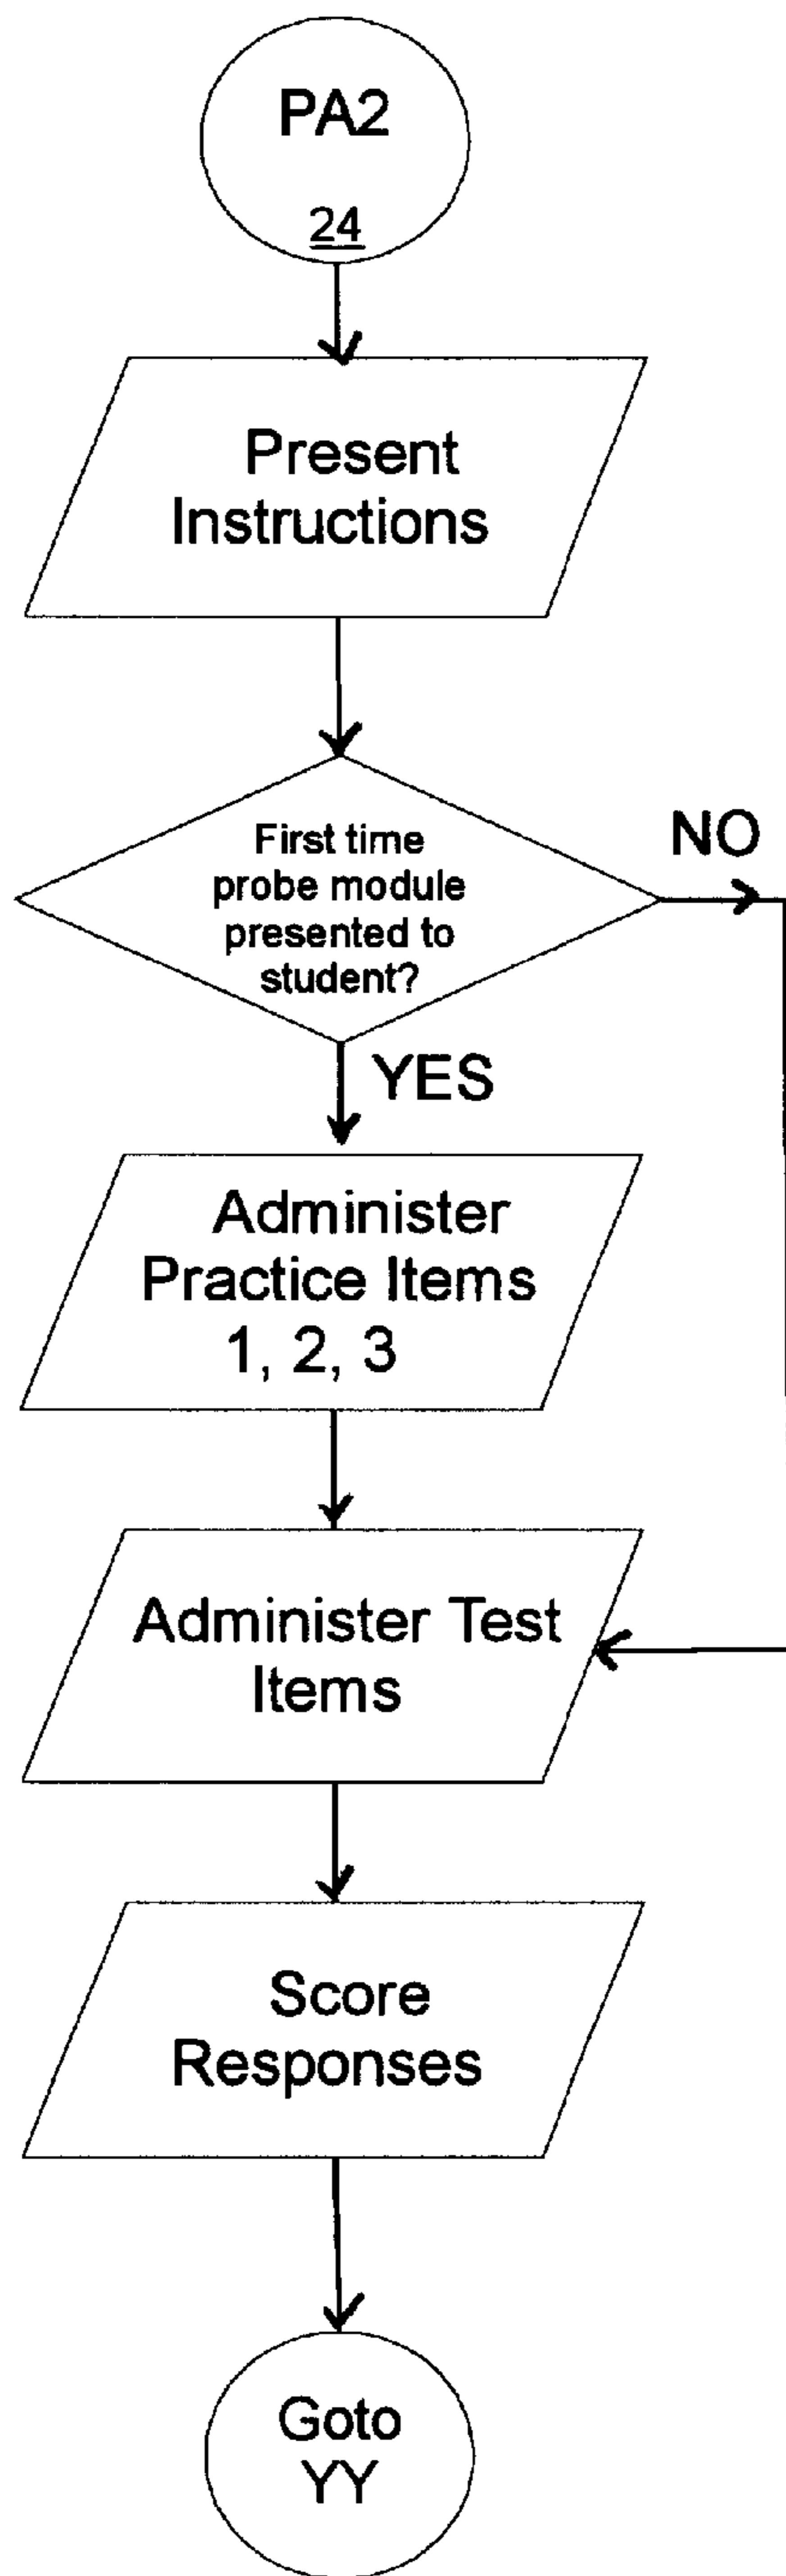 PA2
24
Present
Instructions
First time
probe module
presented to
student?
NO
YES
Administer
Practice Items
1, 2, 3
Administer Test
Items
Score
Responses
Goto
YY